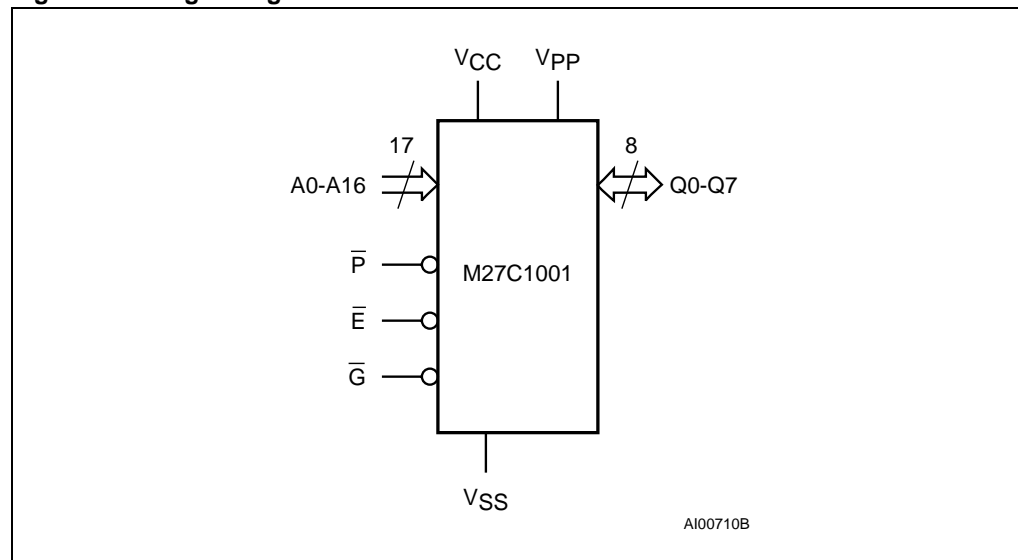 VCC VPP
17
8
A0-A16
Q0-Q7
P̅
M27C1001
E̅
G̅
VSS
AI00710B